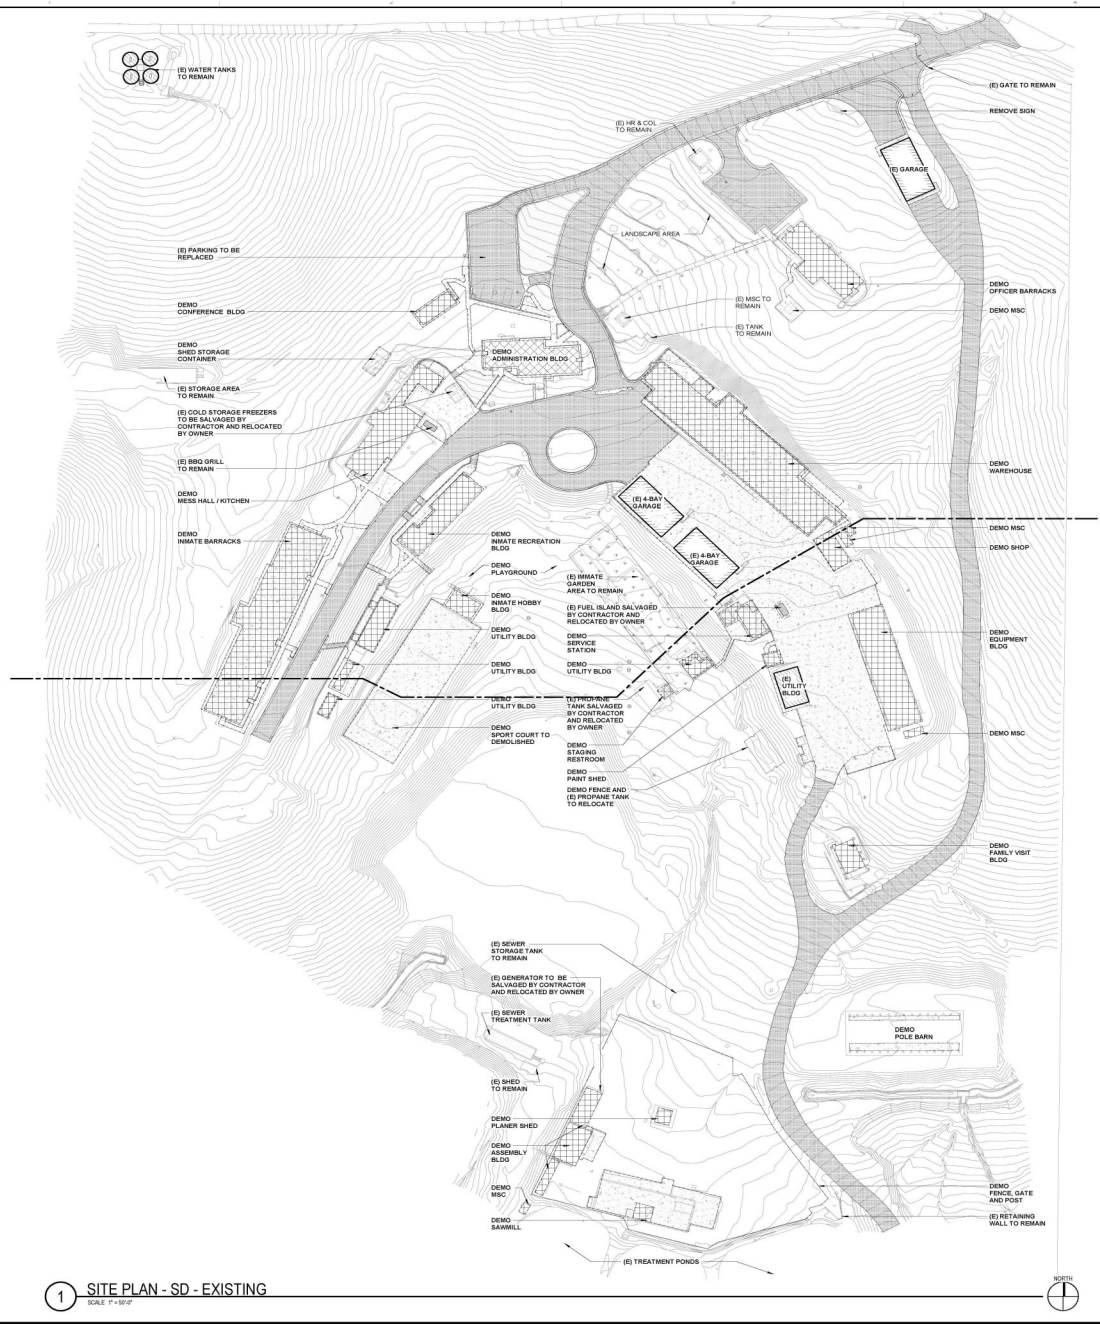 (E) WATER TANKS
TO REMAIN
(E) GATE TO REMAIN
REMOVE SIGN
(E) HR & COL
TO REMAIN
(E) GARAGE
LANDSCAPE AREA
(E) PARKING TO BE
REPLACED
DEMO
OFFICER BARRACKS
DEMO
CONFERENCE BLDG
(E) MSC TO
REMAIN
DEMO MSC
(E) TANK
TO REMAIN
DEMO
SHED STORAGE
CONTAINER
DEMO
ADMINISTRATION BLDG
(E) STORAGE AREA
TO REMAIN
(E) COLD STORAGE FREEZERS
TO BE SALVAGED BY
CONTRACTOR AND RELOCATED
BY OWNER
(E) BBQ GRILL
TO REMAIN
DEMO
WAREHOUSE
DEMO
MESS HALL / KITCHEN
(E) 4-BAY
GARAGE
DEMO
INMATE BARRACKS
DEMO
INMATE RECREATION
BLDG
DEMO MSC
DEMO SHOP
(E) 4-BAY
GARAGE
DEMO
PLAYGROUND
(E) IMMATE
GARDEN
AREA TO REMAIN
DEMO
INMATE HOBBY
BLDG
(E) FUEL ISLAND SALVAGED
BY CONTRACTOR AND
RELOCATED BY OWNER
DEMO
UTILITY BLDG
DEMO
SERVICE
STATION
DEMO
EQUIPMENT
BLDG
DEMO
UTILITY BLDG
DEMO
UTILITY BLDG
(E)
UTILITY
BLDG
DEMO
UTILITY BLDG
(E) PROPANE
TANK SALVAGED
BY CONTRACTOR
AND RELOCATED
BY OWNER
DEMO
SPORT COURT TO
DEMOLISHED
DEMO MSC
DEMO
STAGING
RESTROOM
DEMO
PAINT SHED
DEMO FENCE AND
(E) PROPANE TANK
TO RELOCATE
DEMO
FAMILY VISIT
BLDG
(E) SEWER
STORAGE TANK
TO REMAIN
(E) GENERATOR TO BE
SALVAGED BY CONTRACTOR
AND RELOCATED BY OWNER
(E) SEWER
TREATMENT TANK
DEMO
POLE BARN
(E) SHED
TO REMAIN
DEMO
PLANER SHED
DEMO
ASSEMBLY
BLDG
DEMO
MSC
DEMO
FENCE, GATE
AND POST
DEMO
SAWMILL
(E) RETAINING
WALL TO REMAIN
(E) TREATMENT PONDS
1
SITE PLAN - SD - EXISTING
SCALE 1" = 50'-0"
NORTH